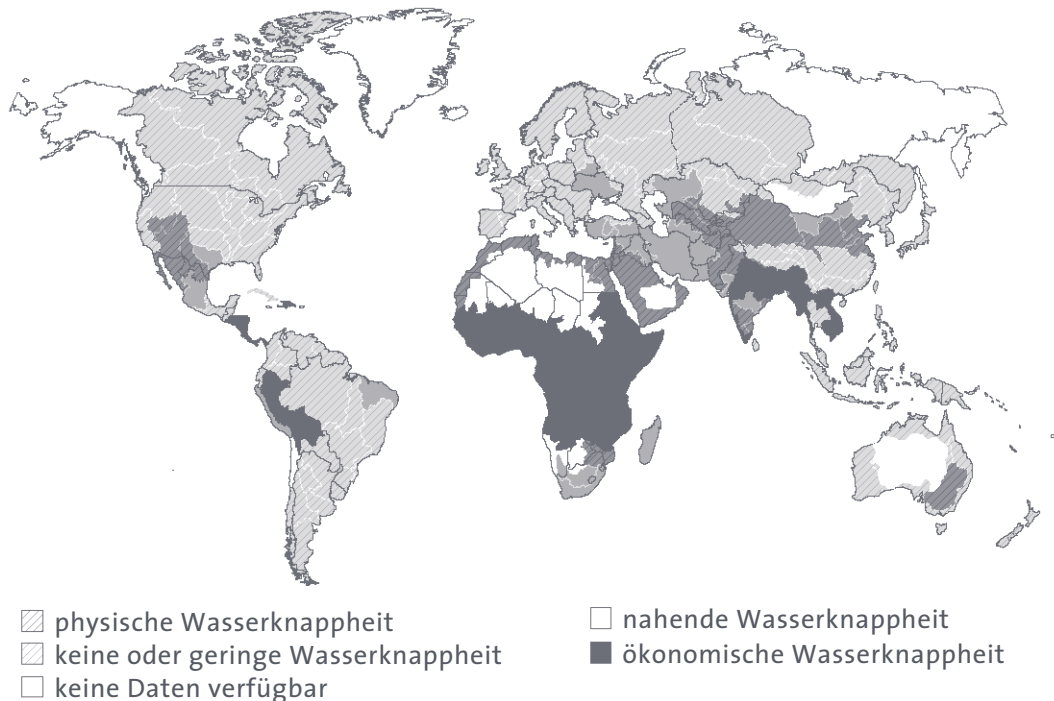 physische Wasserknappheit
keine oder geringe Wasserknappheit
keine Daten verfügbar
nahende Wasserknappheit
ökonomische Wasserknappheit